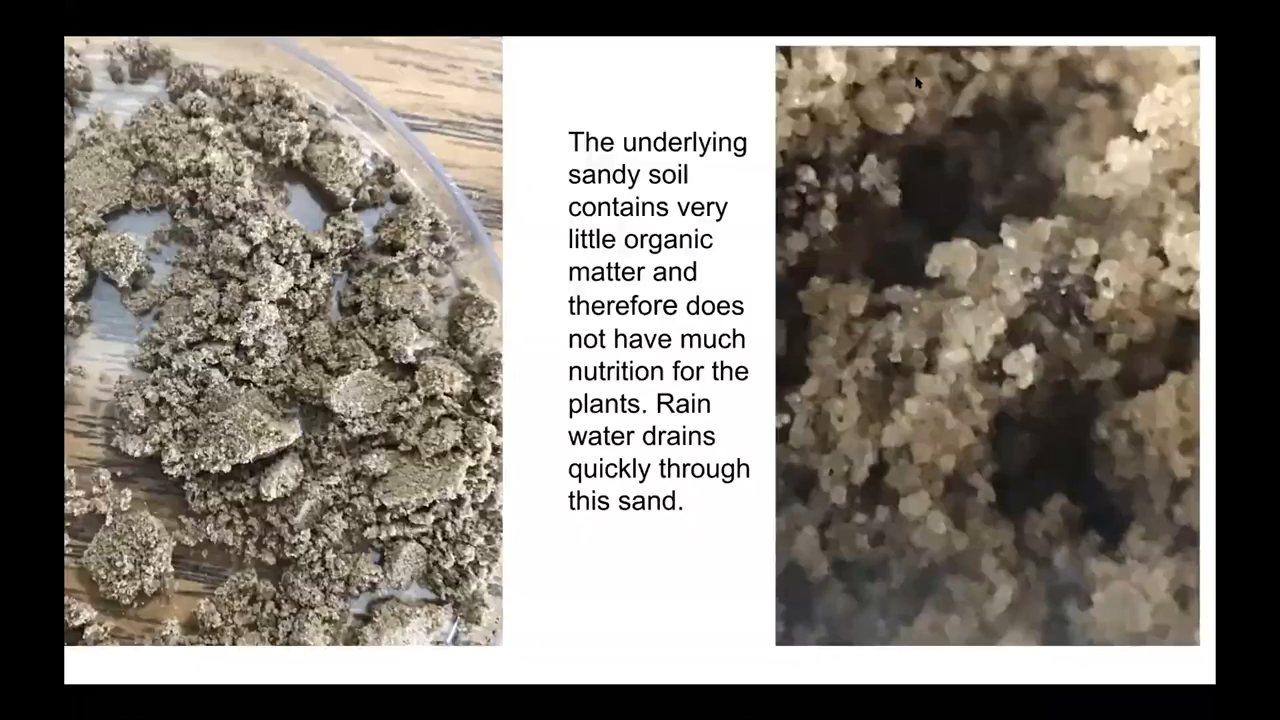 The underlying
sandy soil
contains very
little organic
matter and
therefore does
not have much
nutrition for the
plants. Rain
water drains
quickly through
this sand.